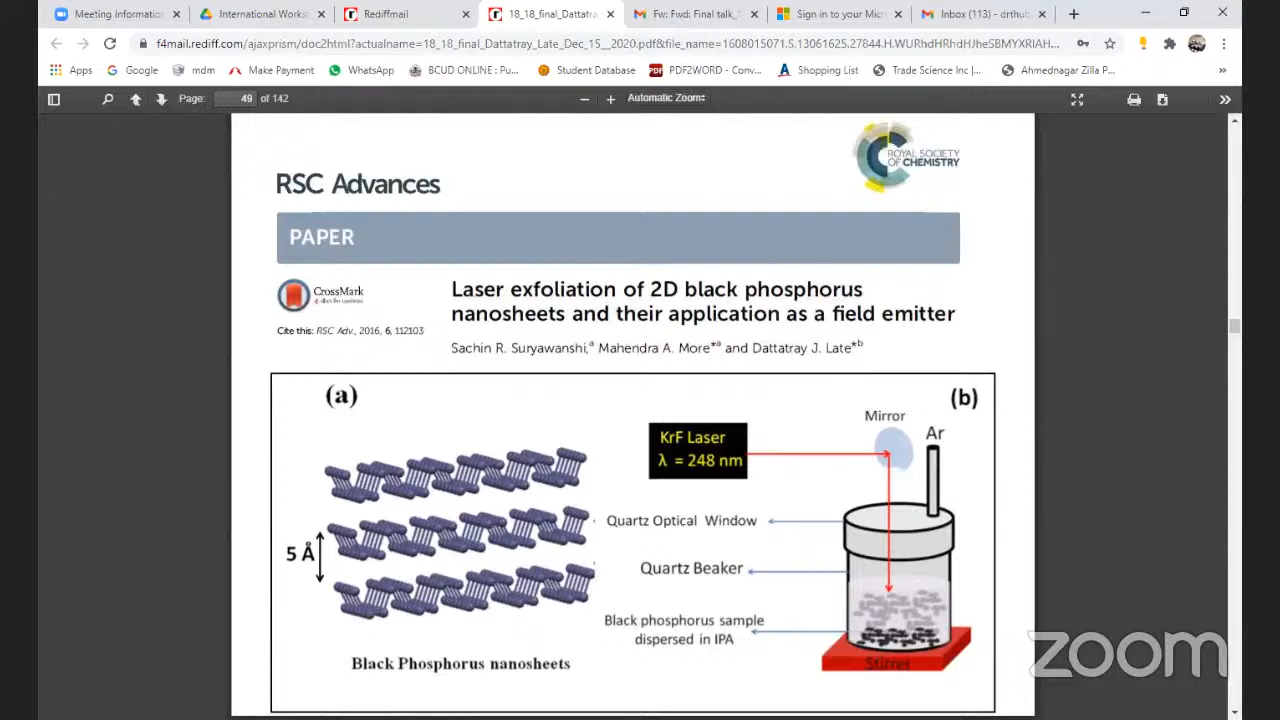 Meeting Informatio
International Worksh
Rediffmail
18_18_final_Dattatra
Fw: Fwd: Final talk_
Sign in to your Micr
Inbox (113) - drthub
f4mail.rediff.com/ajaxprism/doc2html?actualname=18_18_final_Dattatray_Late_Dec_15__2020.pdf&file_name=1608015071.S.13061625.27844.H.WURhdHRhdHJheSBMYXRlIAH...
Apps
Google
mdm
Make Payment
WhatsApp
BCUD ONLINE : Pu...
Student Database
PDF2WORD - Conv...
Shopping List
Trade Science Inc |...
Ahmednagar Zilla P...
Page: 49 of 142
Automatic Zoom
ROYAL SOCIETY
OF CHEMISTRY
RSC Advances
PAPER
CrossMark
Cite this: RSC Adv., 2016, 6, 112103
Laser exfoliation of 2D black phosphorus
nanosheets and their application as a field emitter
Sachin R. Suryawanshi,a Mahendra A. More*a and Dattatray J. Late*b
(a)
5 Å
Black Phosphorus nanosheets
(b)
Mirror
Ar
KrF Laser
λ = 248 nm
Quartz Optical Window
Quartz Beaker
Black phosphorus sample
dispersed in IPA
Stirrer
zoom